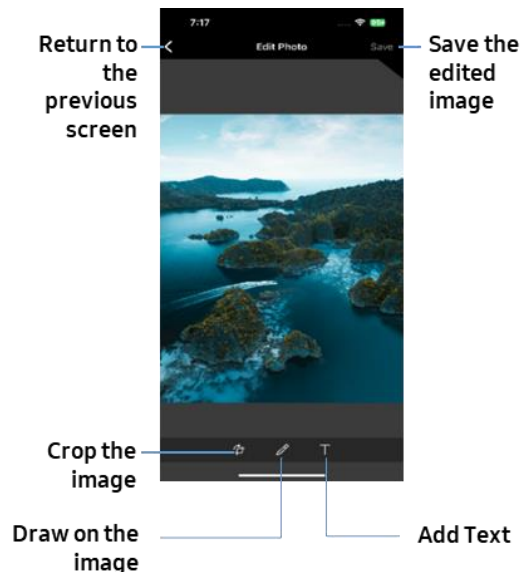 7:17
85
Return to
the
previous
screen
Edit Photo
Save
Save the
edited
image
Crop the
image
T
Draw on the
image
Add Text